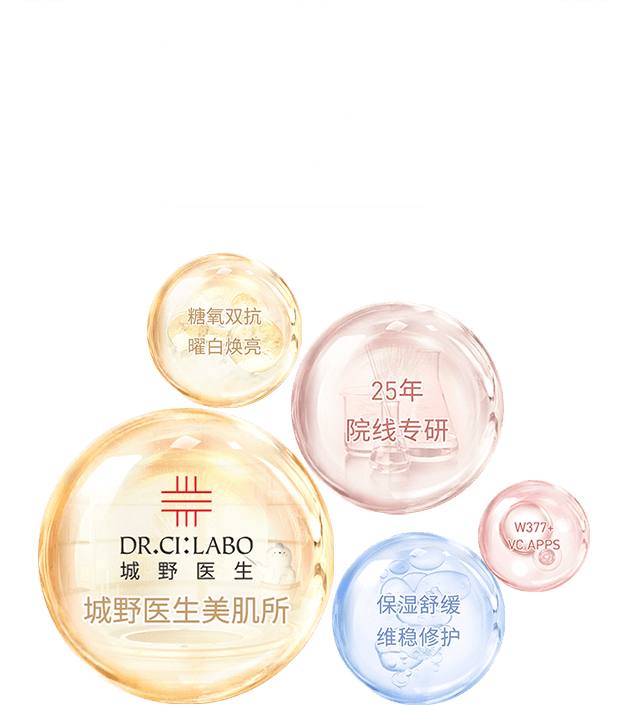 糖氧双抗
曜白焕亮
25年
院线专研
DR.CI:LABO
城野医生
城野医生美肌所
W377+
VC.APPS
保湿舒缓
维稳修护